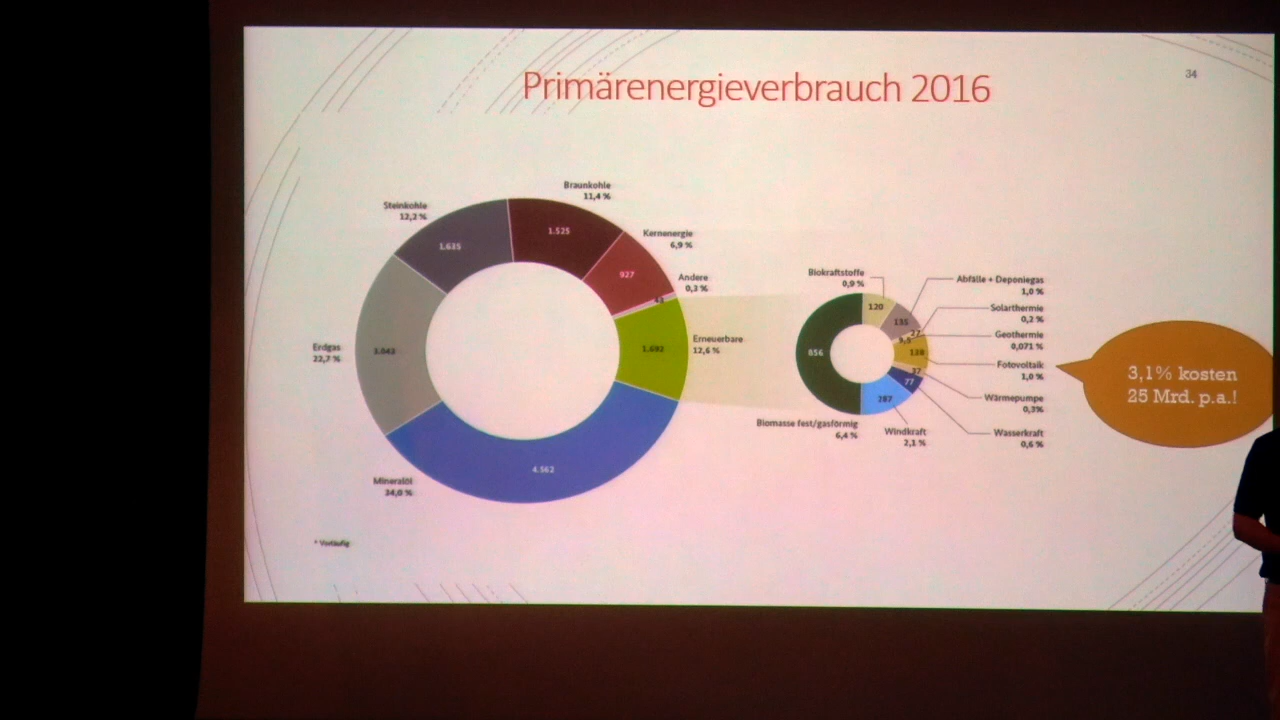 Primärenergieverbrauch 2016
34
Braunkohle
11,4 %
Steinkohle
12,2 %
Kernenergie
6,9 %
Andere
0,3 %
Erneuerbare
12,6 %
Erdgas
22,7 %
Mineralöl
34,0 %
1.525
1.635
927
1.692
3.043
4.562
* Vorläufig
Biokraftstoffe
0,9 %
Abfälle + Deponiegas
1,0 %
Solarthermie
0,2 %
Geothermie
0,071 %
Fotovoltaik
1,0 %
Wärmepumpe
0,3%
Wasserkraft
0,6 %
Windkraft
2,1 %
Biomasse fest/gasförmig
6,4 %
120
135
27
856
37
77
287
3,1% kosten
25 Mrd. p.a.!